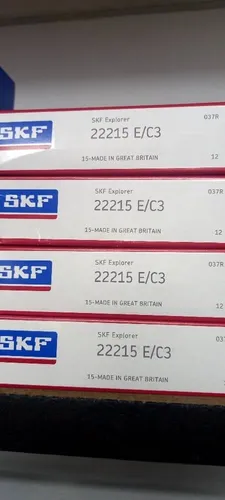 SKF
SKF Explorer 037R
22215 E/C3
15-MADE IN GREAT BRITAIN 12
SKF
SKF Explorer 037R
22215 E/C3
15-MADE IN GREAT BRITAIN 12
SKF
SKF Explorer 037R
22215 E/C3
15-MADE IN GREAT BRITAIN 12
SKF
SKF Explorer
22215 E/C3
15-MADE IN GREAT BRITAIN